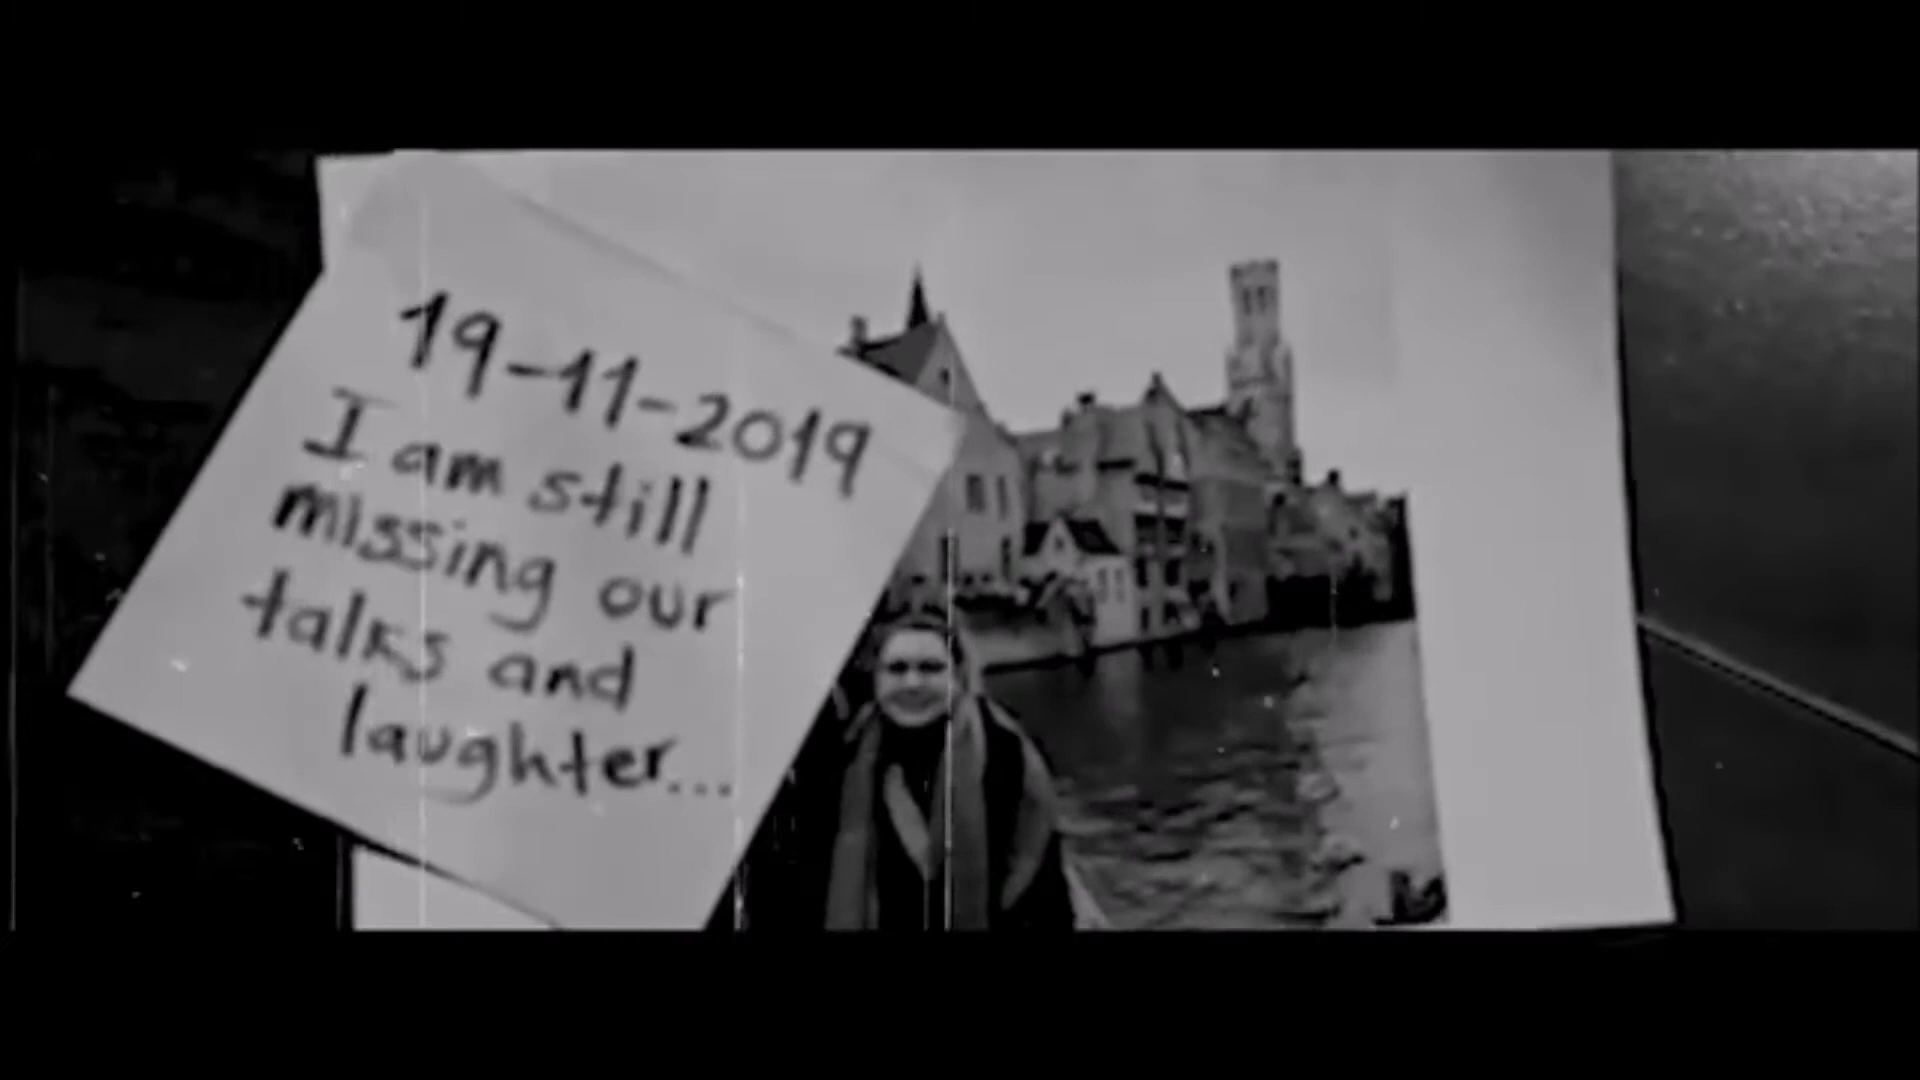 19-11-2019
I am still
missing our
talks and
laughter...